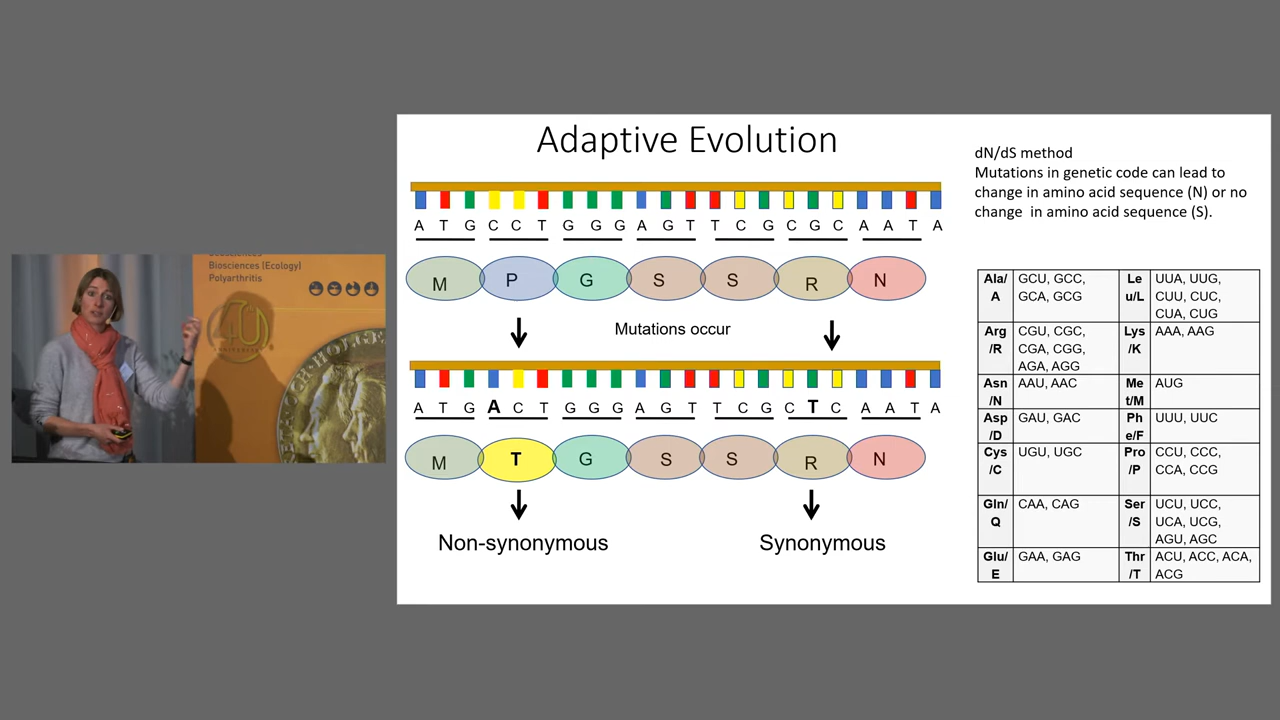 Biosciences [Ecology]
Polyarthritis
Adaptive Evolution
A T G C C T G G G A G T T C G C G C A A T A
M P G S S R N
Mutations occur
A T G A C T G G G A G T T C G C T C A A T A
M T G S S R N
Non-synonymous
Synonymous
dN/dS method
Mutations in genetic code can lead to
change in amino acid sequence (N) or no
change in amino acid sequence (S).
Ala/
A
GCU, GCC,
GCA, GCG
Le
u/L
UUA, UUG,
CUU, CUC,
CUA, CUG
Arg
/R
CGU, CGC,
CGA, CGG,
AGA, AGG
Lys
/K
AAA, AAG
Asn
/N
AAU, AAC
Me
t/M
AUG
Asp
/D
GAU, GAC
Ph
e/F
UUU, UUC
Cys
/C
UGU, UGC
Pro
/P
CCU, CCC,
CCA, CCG
Gln/
Q
CAA, CAG
Ser
/S
UCU, UCC,
UCA, UCG,
AGU, AGC
Glu/
E
GAA, GAG
Thr
/T
ACU, ACC, ACA,
ACG